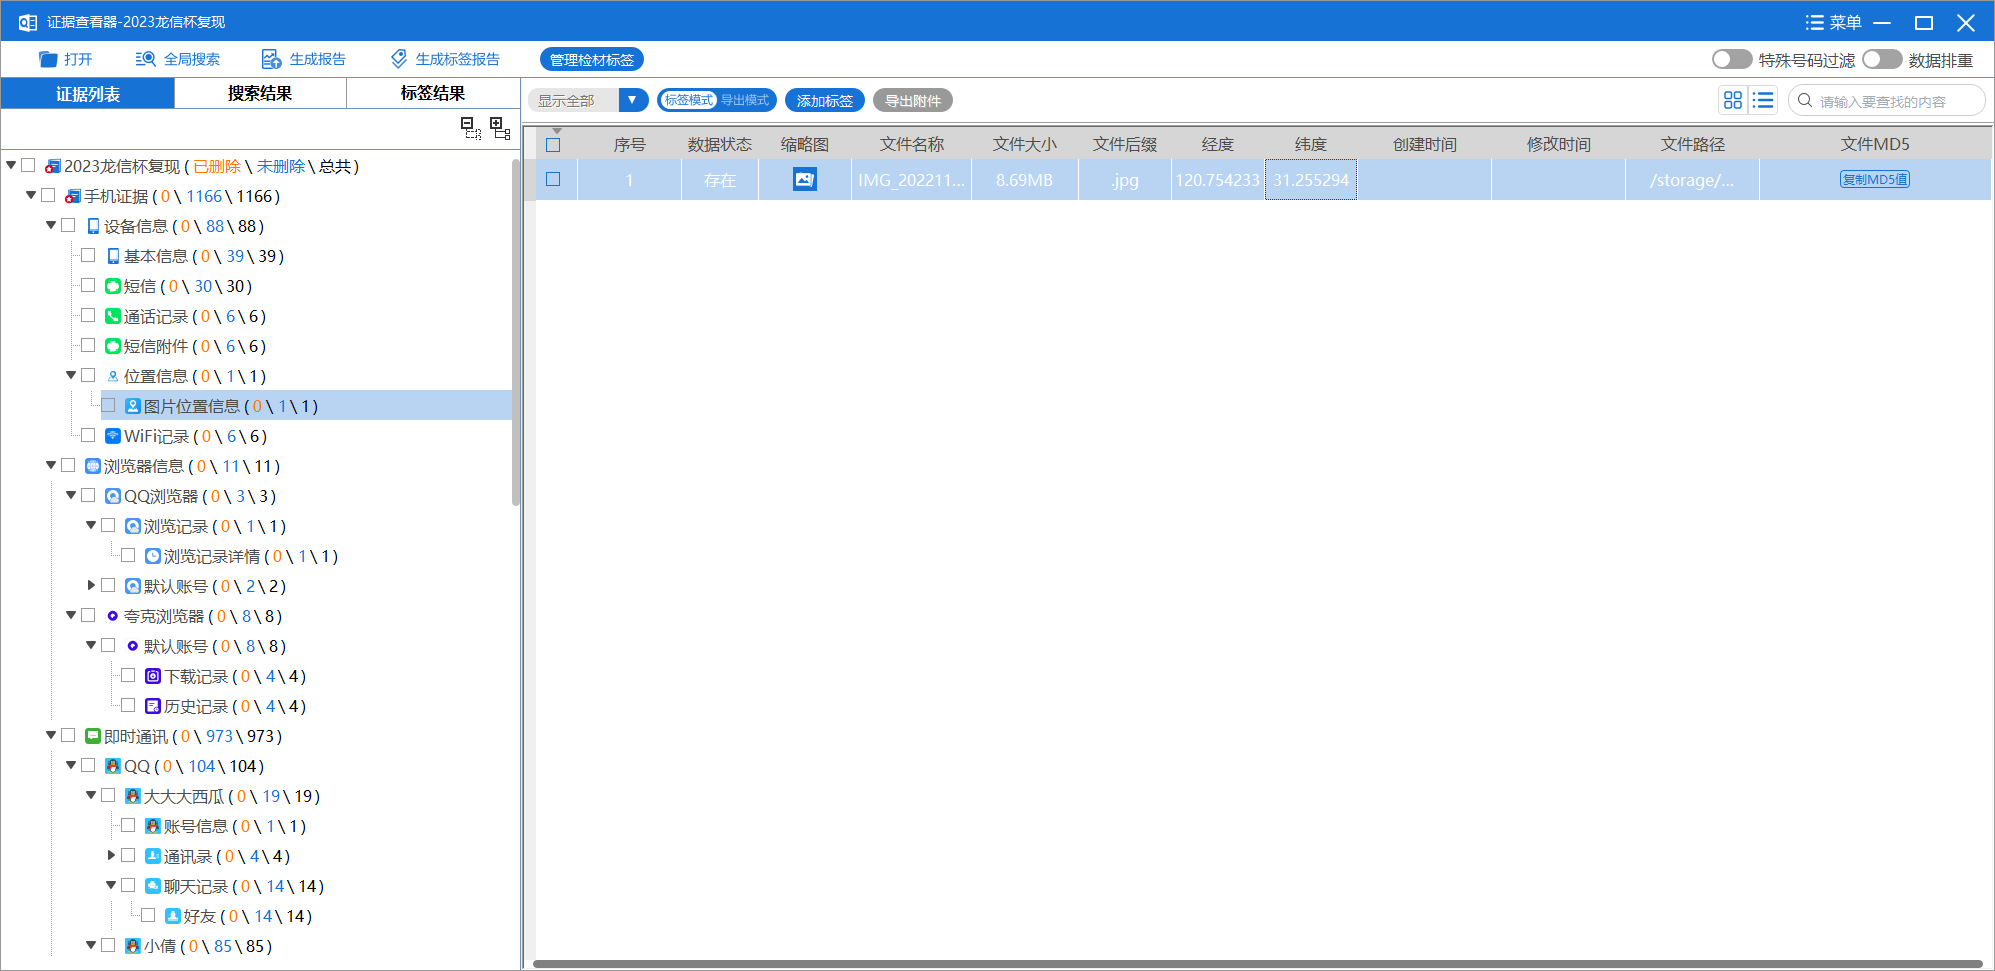 证据查看器-2023龙信杯复现
菜单
打开 全局搜索 生成报告 生成标签报告 管理检材标签 特殊号码过滤 数据排重
证据列表 搜索结果 标签结果
显示全部 标签模式 导出模式 添加标签 导出附件 请输入要查找的内容
序号 数据状态 缩略图 文件名称 文件大小 文件后缀 经度 纬度 创建时间 修改时间 文件路径 文件MD5
1 存在 IMG_202211... 8.69MB .jpg 120.754233 31.255294 /storage/... 复制MD5值
2023龙信杯复现 ( 已删除 \ 未删除 \ 总共 )
手机证据 ( 0 \ 1166 \ 1166 )
设备信息 ( 0 \ 88 \ 88 )
基本信息 ( 0 \ 39 \ 39 )
短信 ( 0 \ 30 \ 30 )
通话记录 ( 0 \ 6 \ 6 )
短信附件 ( 0 \ 6 \ 6 )
位置信息 ( 0 \ 1 \ 1 )
图片位置信息 ( 0 \ 1 \ 1 )
WiFi记录 ( 0 \ 6 \ 6 )
浏览器信息 ( 0 \ 11 \ 11 )
QQ浏览器 ( 0 \ 3 \ 3 )
浏览记录 ( 0 \ 1 \ 1 )
浏览记录详情 ( 0 \ 1 \ 1 )
默认账号 ( 0 \ 2 \ 2 )
夸克浏览器 ( 0 \ 8 \ 8 )
默认账号 ( 0 \ 8 \ 8 )
下载记录 ( 0 \ 4 \ 4 )
历史记录 ( 0 \ 4 \ 4 )
即时通讯 ( 0 \ 973 \ 973 )
QQ ( 0 \ 104 \ 104 )
大大大西瓜 ( 0 \ 19 \ 19 )
账号信息 ( 0 \ 1 \ 1 )
通讯录 ( 0 \ 4 \ 4 )
聊天记录 ( 0 \ 14 \ 14 )
好友 ( 0 \ 14 \ 14 )
小倩 ( 0 \ 85 \ 85 )